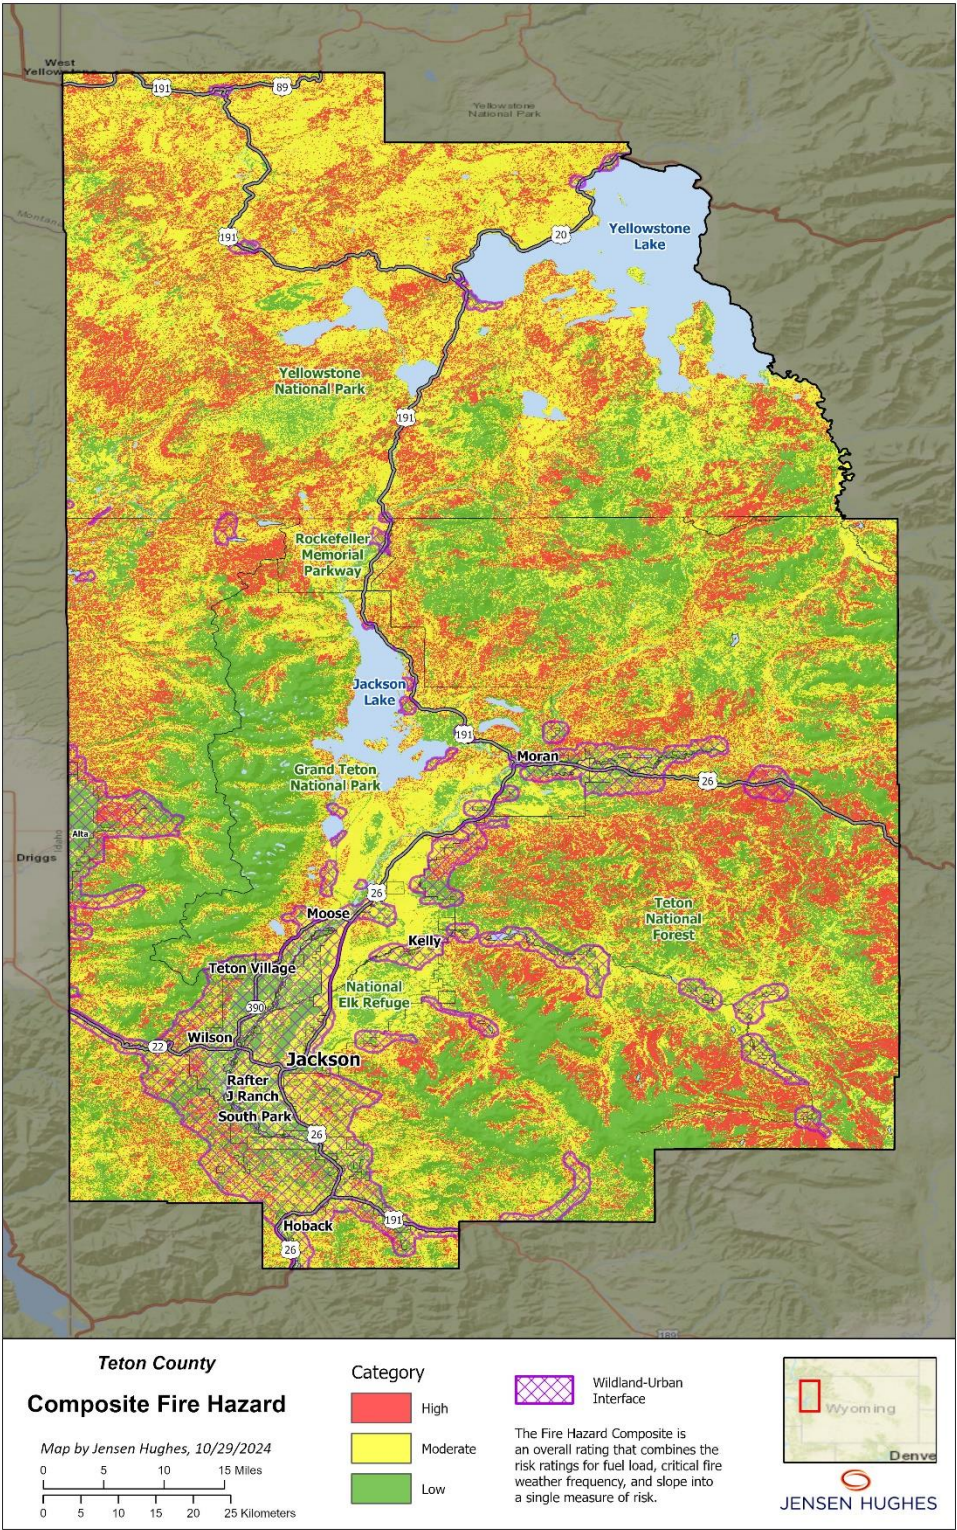 West
Yellowstone
191
89
Yellowstone
National Park
Montana
191
20
Yellowstone
Lake
Yellowstone
National Park
191
Rockefeller
Memorial
Parkway
Jackson
Lake
191
Moran
26
Grand Teton
National Park
Alta
Idaho
Driggs
26
Moose
Teton
National
Forest
Kelly
Teton Village
National
Elk Refuge
390
Wilson
22
Jackson
Rafter
J Ranch
South Park
26
Hoback
191
26
189
Teton County
Composite Fire Hazard
Map by Jensen Hughes, 10/29/2024
0 5 10 15 Miles
0 5 10 15 20 25 Kilometers
Category
High
Moderate
Low
Wildland-Urban
Interface
The Fire Hazard Composite is
an overall rating that combines the
risk ratings for fuel load, critical fire
weather frequency, and slope into
a single measure of risk.
Wyoming
Denve
JENSEN HUGHES